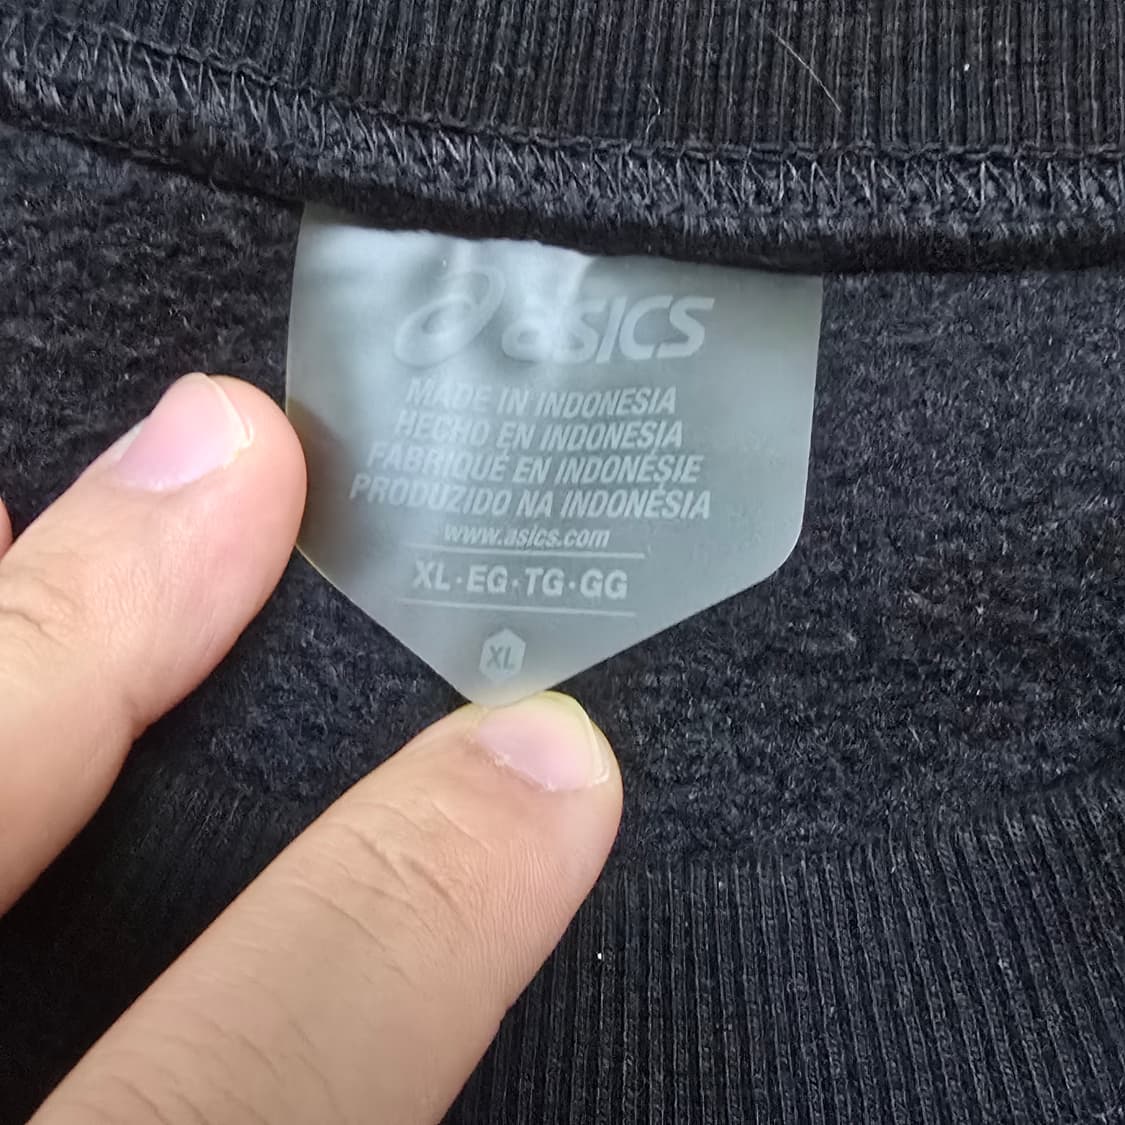 asics
MADE IN INDONESIA
HECHO EN INDONESIA
FABRIQUÉ EN INDONÉSIE
PRODUZIDO NA INDONÉSIA
www.asics.com
XL·EG·TG·GG
XL